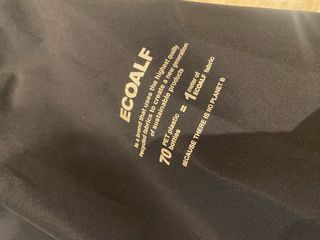 ECOALF
is a brand that uses the highest quality
recycled fabrics to create a new generation
of sustainable products
70 PET plastic bottles = 1 meter of ECOALF fabric
BECAUSE THERE IS NO PLANET B